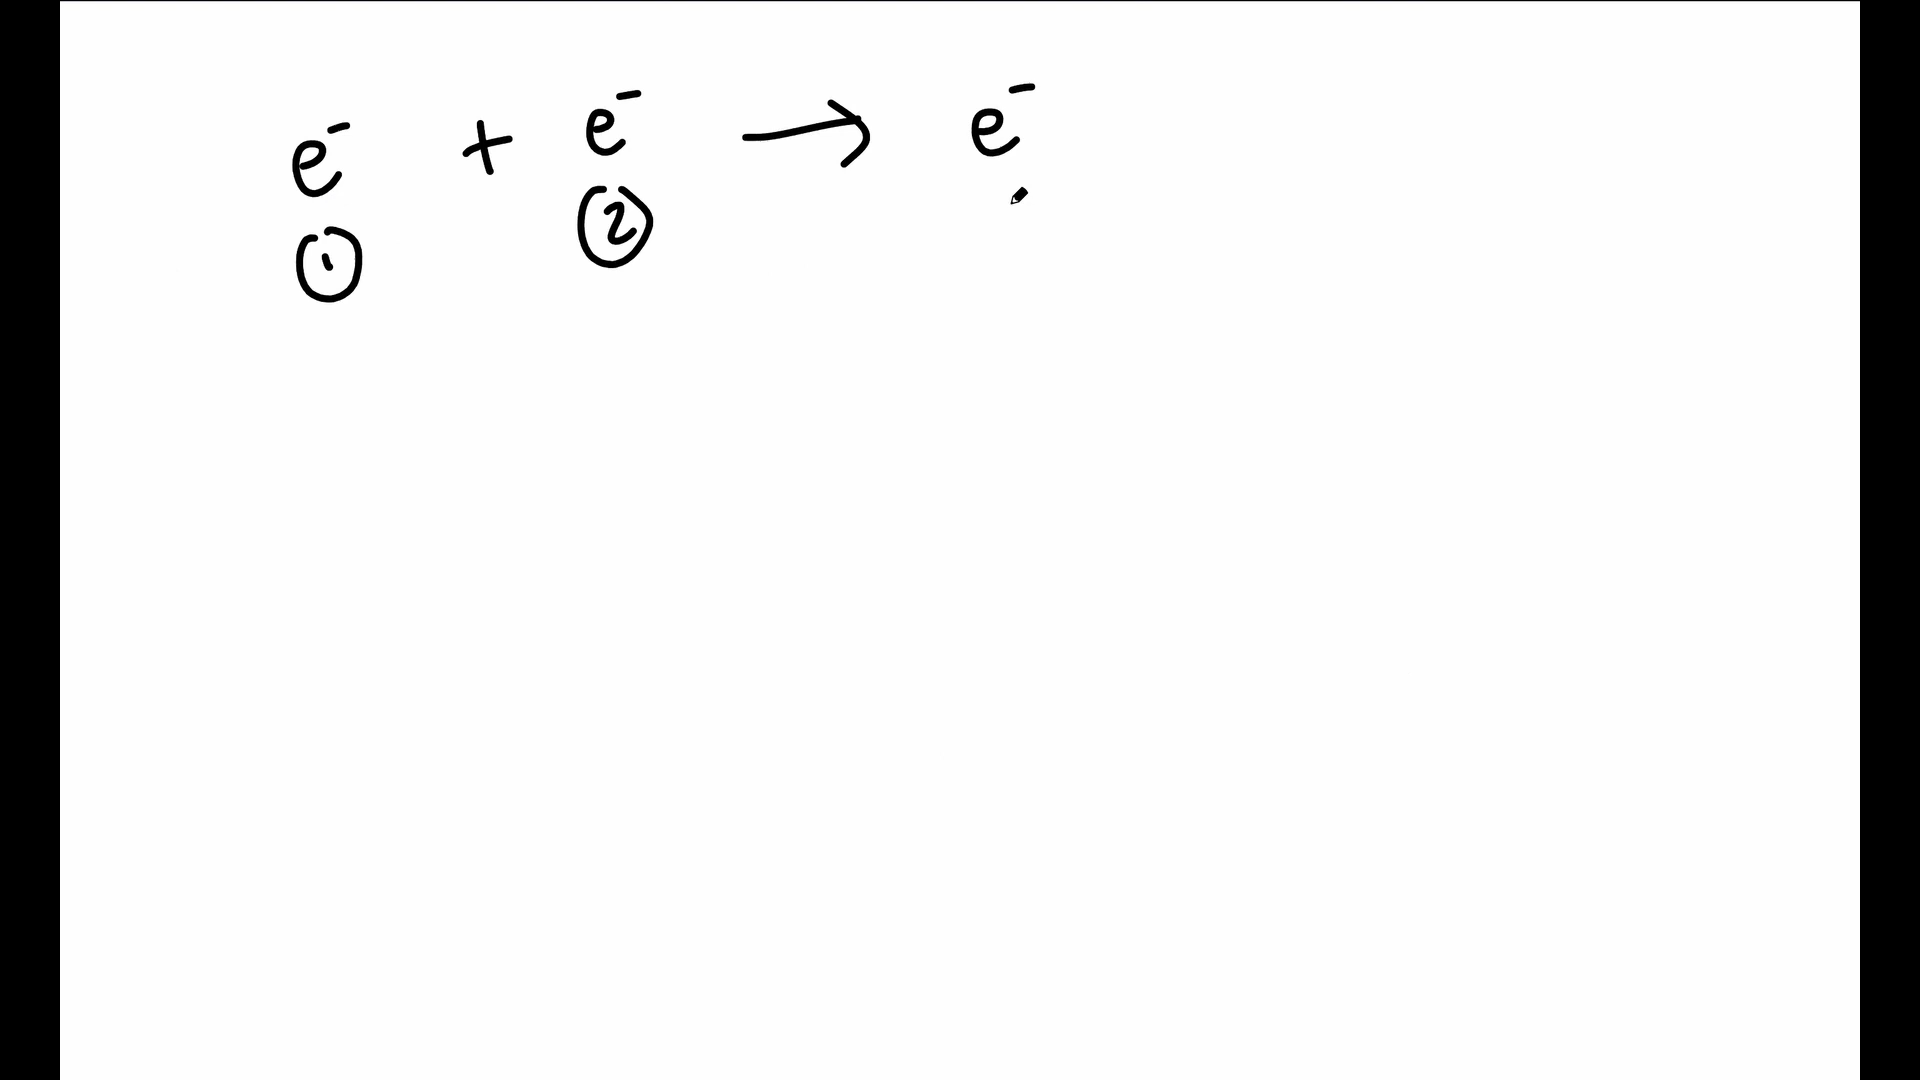 e⁻ + e⁻ → e⁻
① ②